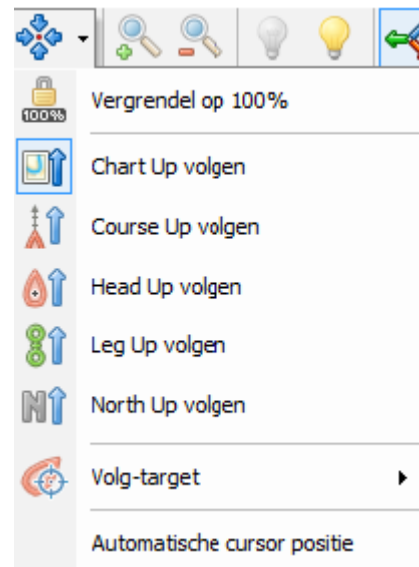 100%
Vergrendel op 100%
Chart Up volgen
Course Up volgen
Head Up volgen
Leg Up volgen
N North Up volgen
Volg-target
Automatische cursor positie